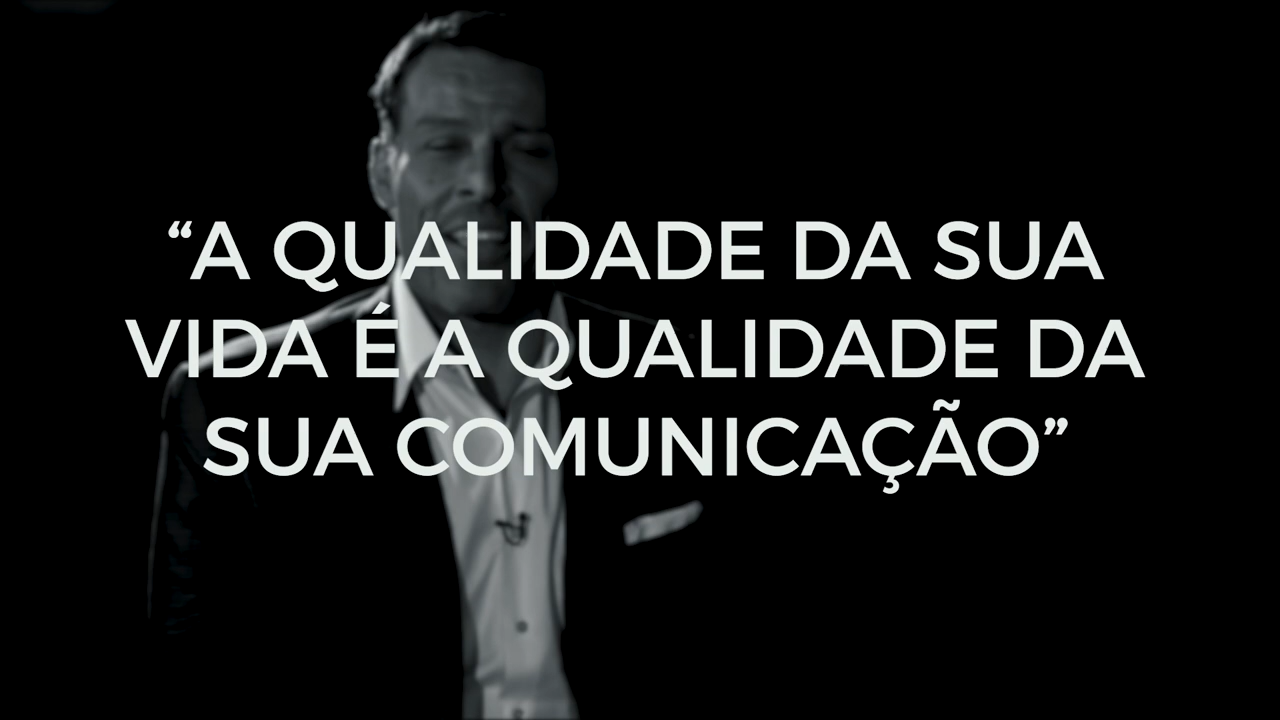 “A QUALIDADE DA SUA
VIDA É A QUALIDADE DA
SUA COMUNICAÇÃO”